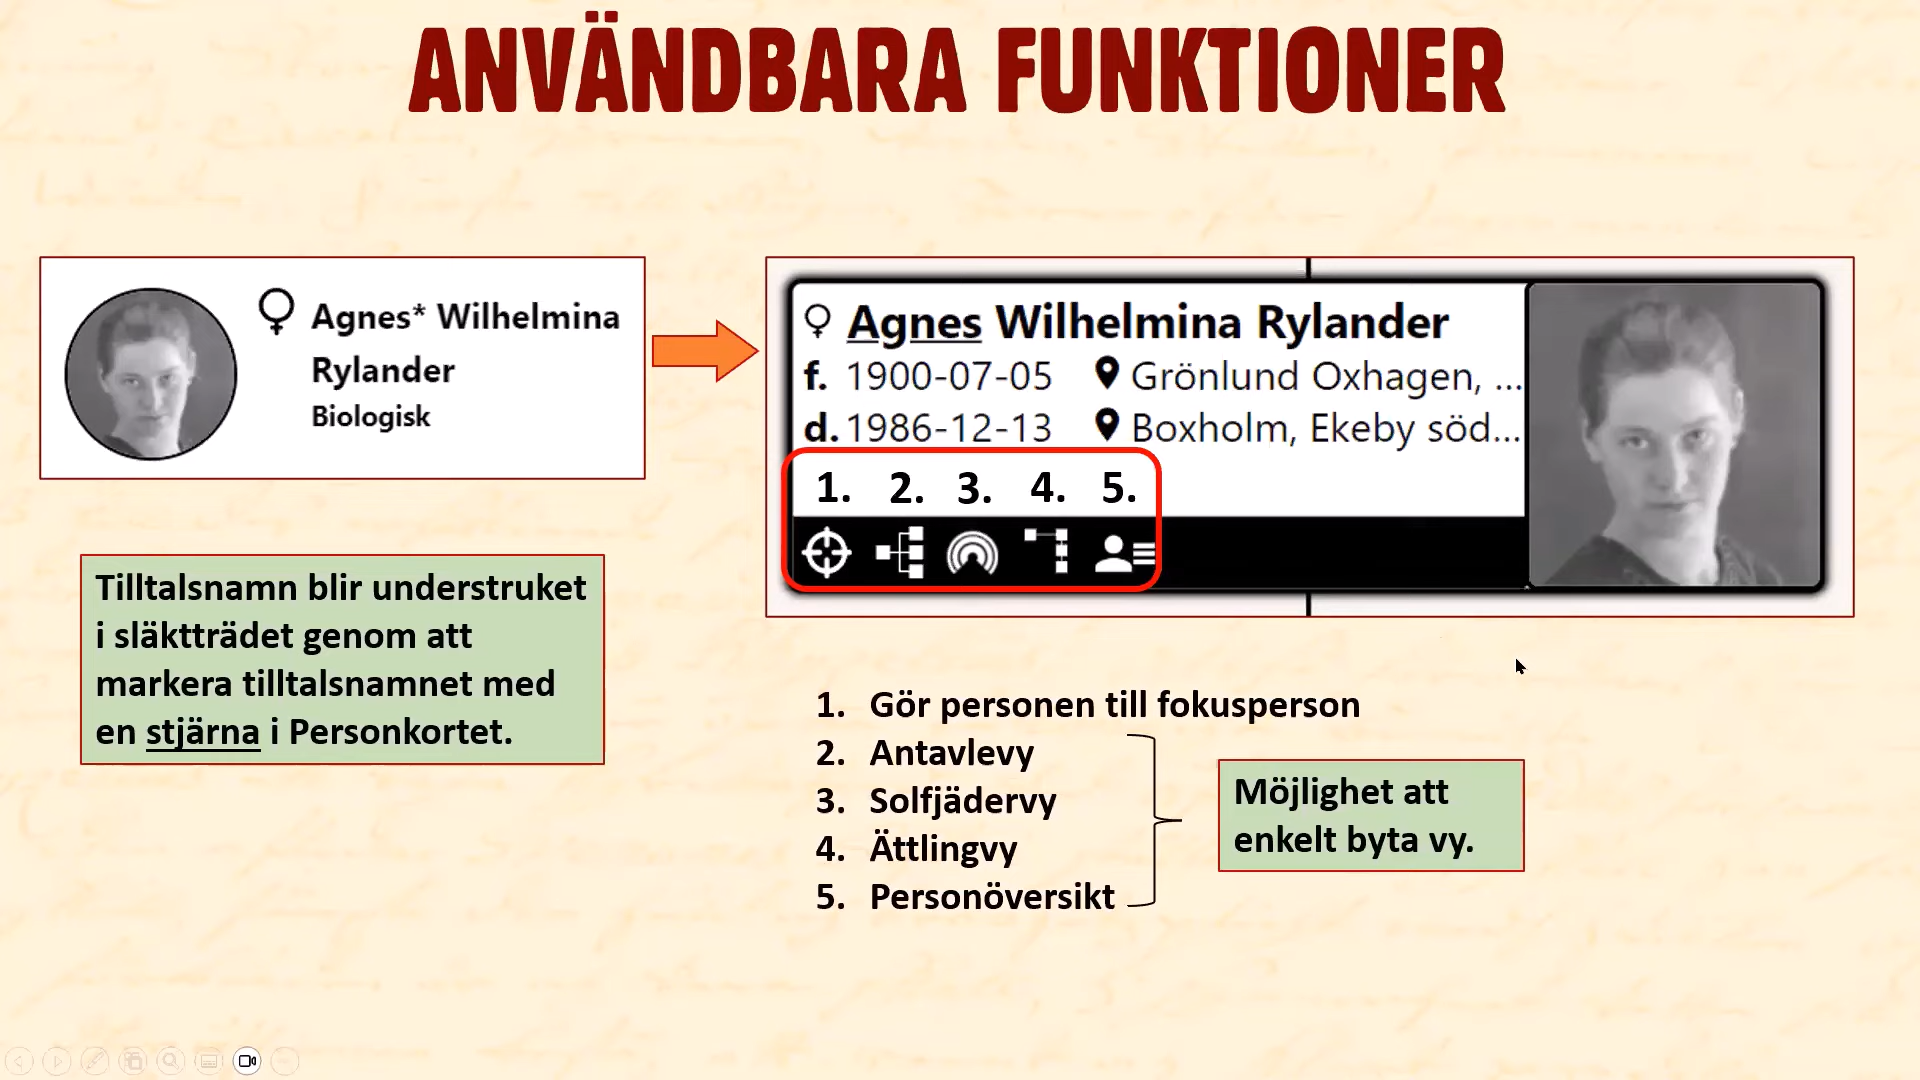 ANVÄNDBARA FUNKTIONER
Agnes* Wilhelmina
Rylander
Biologisk
Agnes Wilhelmina Rylander
f. 1900-07-05 Grönlund Oxhagen, ...
d. 1986-12-13 Boxholm, Ekeby söd...
1. 2. 3. 4. 5.
Tilltalsnamn blir understruket
i släktträdet genom att
markera tilltalsnamnet med
en stjärna i Personkortet.
1. Gör personen till fokusperson
2. Antavlevy
3. Solfjädervy
4. Ättlingvy
5. Personöversikt
Möjlighet att
enkelt byta vy.